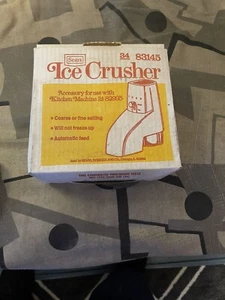 Sears
34 83145
Ice Crusher
Accessory for use with
Kitchen Machine 34 82955
• Coarse or fine setting
• Will not freeze up
• Automatic feed